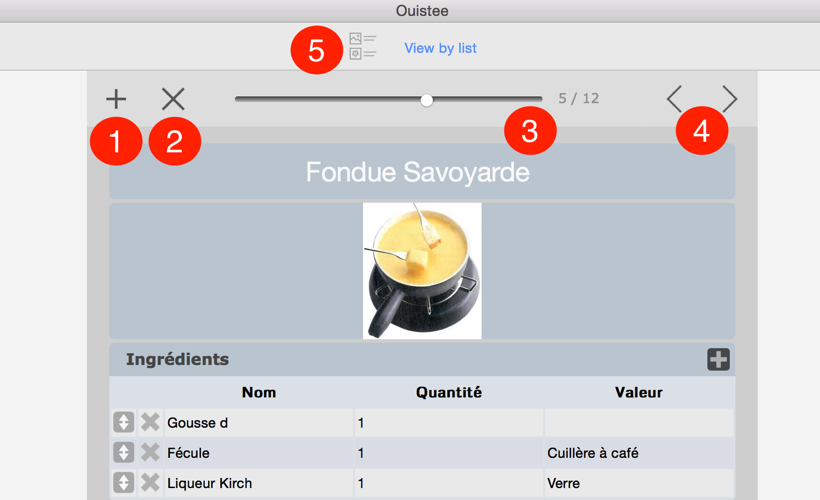 Ouistee
5 View by list
5 / 12
1 2 3 4
Fondue Savoyarde
Ingrédients
Nom Quantité Valeur
Gousse d 1
Fécule 1 Cuillère à café
Liqueur Kirch 1 Verre